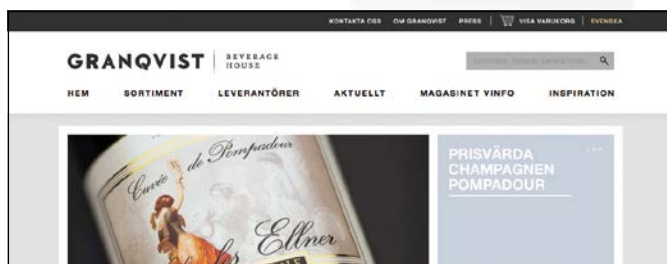 KONTAKTA OSS OM GRANQVIST PRESS VISA VARUKORG SVENSKA
GRANQVIST BEVERAGE
HOUSE
HEM SORTIMENT LEVERANTÖRER AKTUELLT MAGASINET VINFO INSPIRATION
Cuvée de Pompadour
Ellner
PRISVÄRDA
CHAMPAGNEN
POMPADOUR